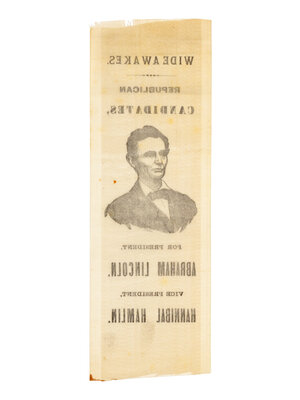 WIDE AWAKES.
REPUBLICAN
CANDIDATES,
FOR PRESIDENT,
ABRAHAM LINCOLN.
VICE PRESIDENT,
HANNIBAL HAMLIN.